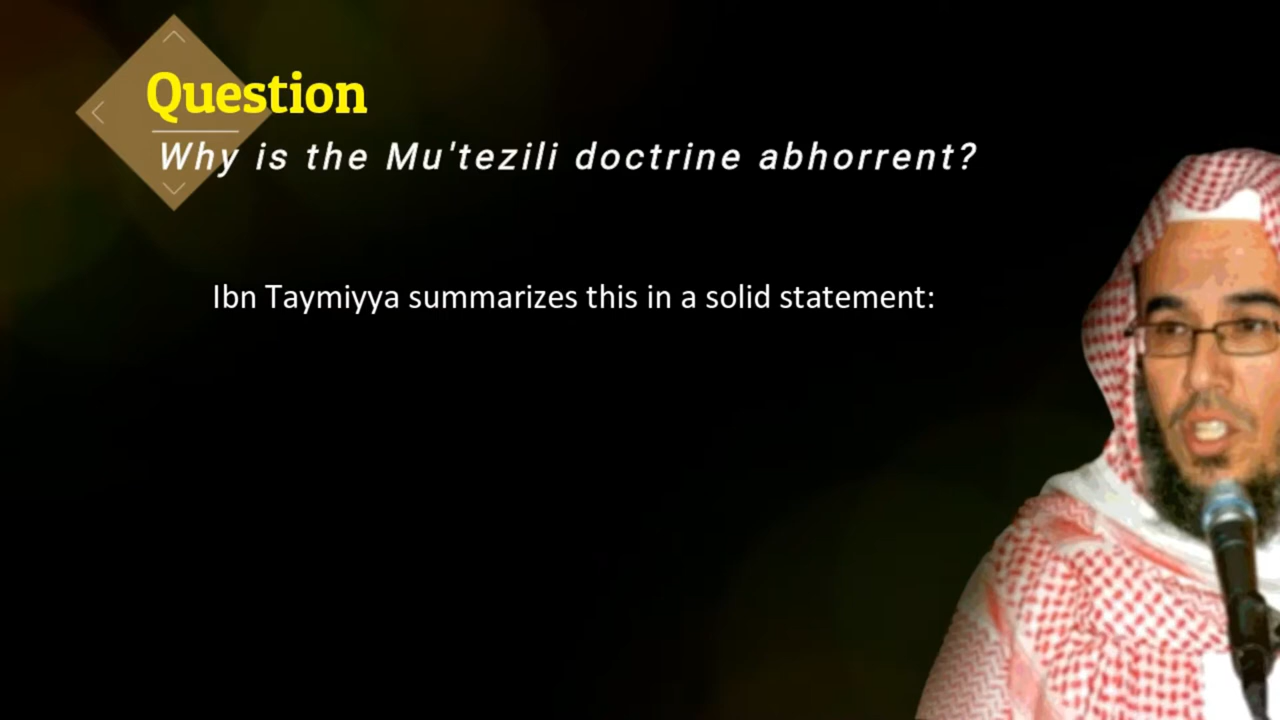 Question
Why is the Mu'tezili doctrine abhorrent?
Ibn Taymiyya summarizes this in a solid statement: